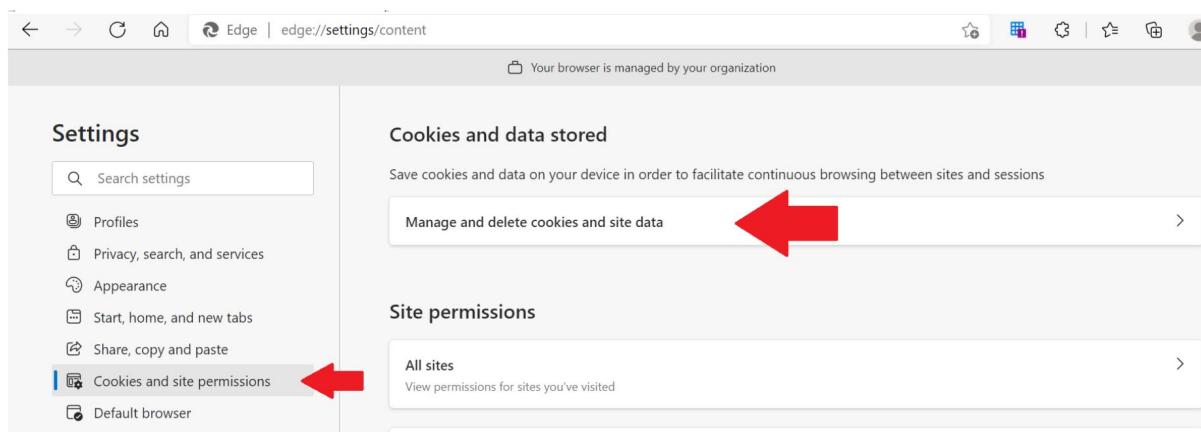 Edge | edge://settings/content
Your browser is managed by your organization
Settings
Search settings
Profiles
Privacy, search, and services
Appearance
Start, home, and new tabs
Share, copy and paste
Cookies and site permissions
Default browser
Cookies and data stored
Save cookies and data on your device in order to facilitate continuous browsing between sites and sessions
Manage and delete cookies and site data
Site permissions
All sites
View permissions for sites you've visited